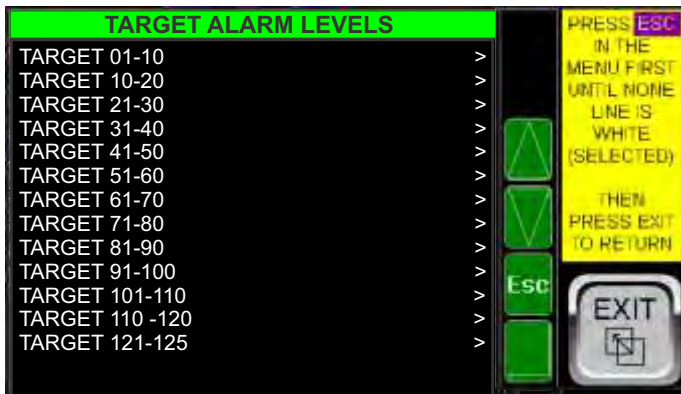 TARGET ALARM LEVELS
TARGET 01-10 >
TARGET 10-20 >
TARGET 21-30 >
TARGET 31-40 >
TARGET 41-50 >
TARGET 51-60 >
TARGET 61-70 >
TARGET 71-80 >
TARGET 81-90 >
TARGET 91-100 >
TARGET 101-110 >
TARGET 110 -120 >
TARGET 121-125 >
Esc
PRESS ESC
IN THE
MENU FIRST
UNTIL NONE
LINE IS
WHITE
(SELECTED)
THEN
PRESS EXIT
TO RETURN
EXIT